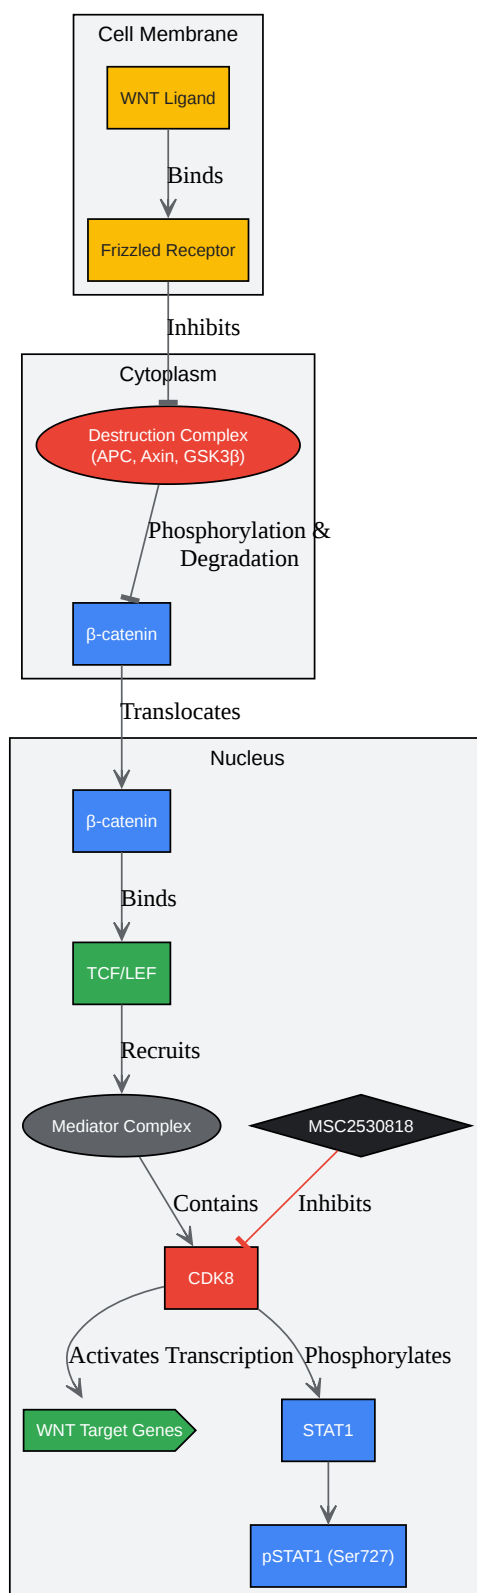 Cell Membrane
WNT Ligand
Binds
Frizzled Receptor
Inhibits
Cytoplasm
Destruction Complex
(APC, Axin, GSK3β)
Phosphorylation &
Degradation
β-catenin
Translocates
Nucleus
β-catenin
Binds
TCF/LEF
Recruits
Mediator Complex
MSC2530818
Contains
Inhibits
CDK8
Activates Transcription
Phosphorylates
WNT Target Genes
STAT1
pSTAT1 (Ser727)